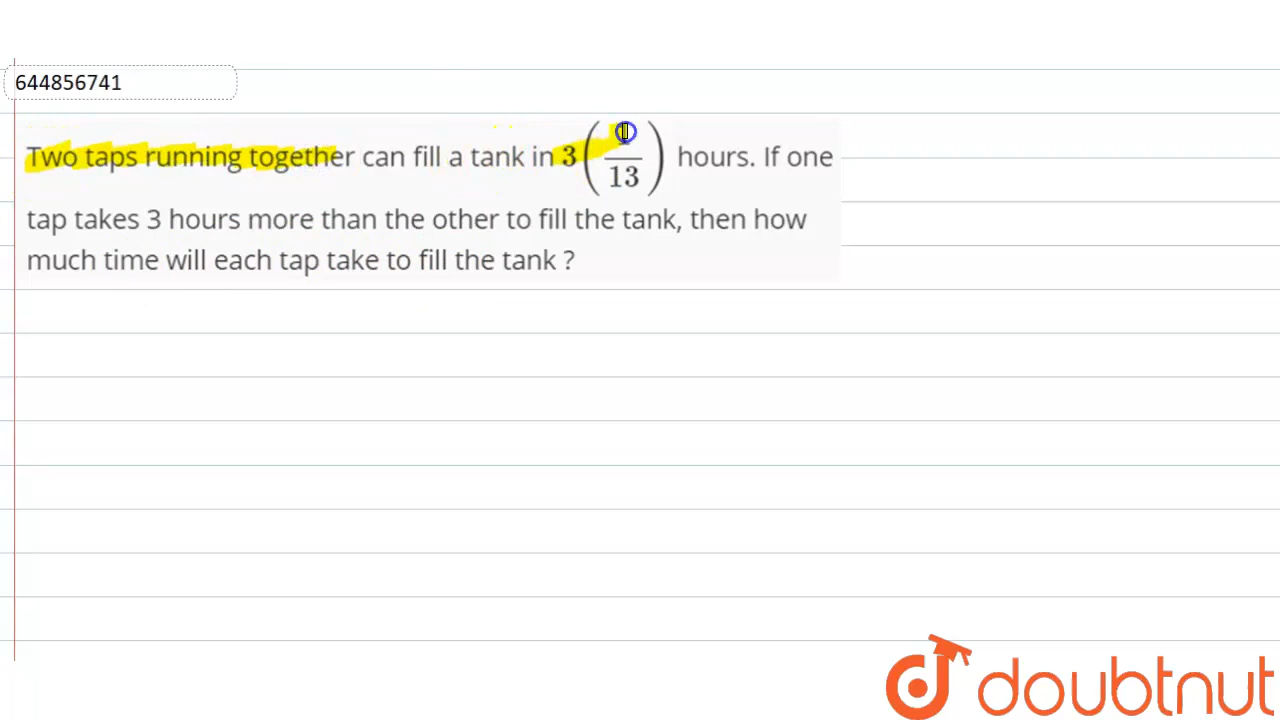 644856741
Two taps running together can fill a tank in 3( /13) hours. If one
tap takes 3 hours more than the other to fill the tank, then how
much time will each tap take to fill the tank ?
doubtnut